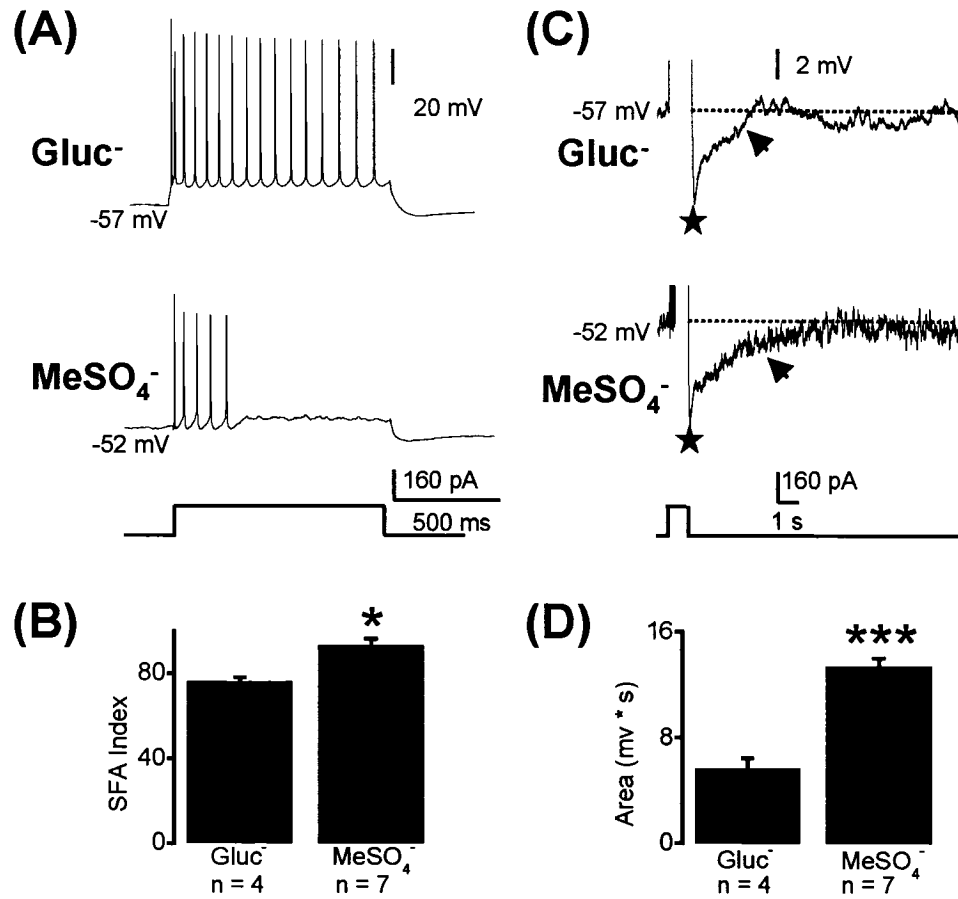 (A)
20 mV
Gluc⁻
-57 mV
MeSO₄⁻
-52 mV
160 pA
500 ms
(C)
2 mV
-57 mV
Gluc⁻
-52 mV
MeSO₄⁻
160 pA
1 s
(B)
*
80
40
0
SFA Index
Gluc⁻
n = 4
MeSO₄⁻
n = 7
(D)
***
16
8
0
Area (mv * s)
Gluc⁻
n = 4
MeSO₄⁻
n = 7